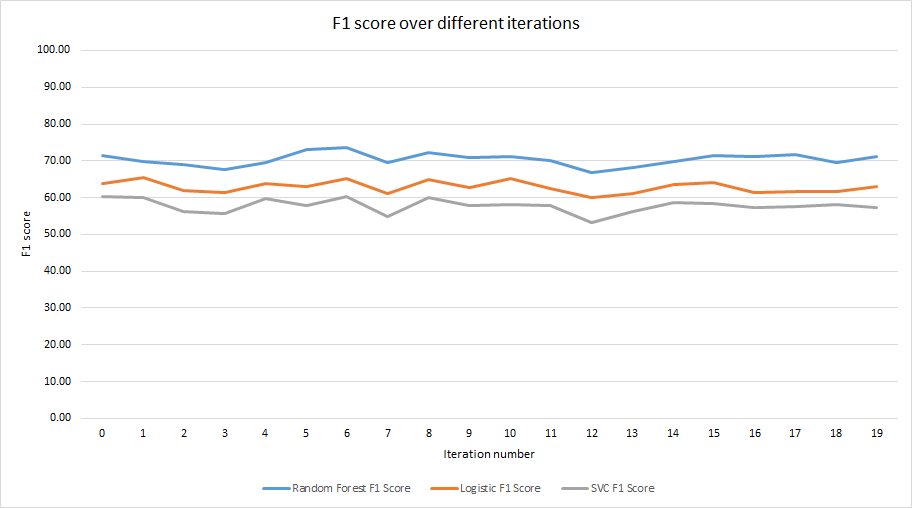 F1 score over different iterations
100.00
90.00
80.00
70.00
60.00
50.00
40.00
30.00
20.00
10.00
0.00
F1 score
0 1 2 3 4 5 6 7 8 9 10 11 12 13 14 15 16 17 18 19
Iteration number
Random Forest F1 Score Logistic F1 Score SVC F1 Score